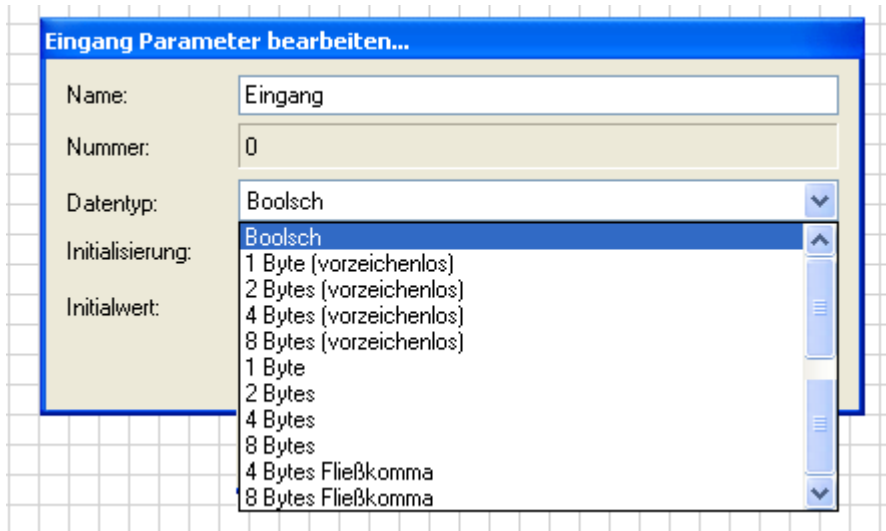 Eingang Parameter bearbeiten...
Name: Eingang
Nummer: 0
Datentyp: Boolsch
Boolsch
Initialisierung:
1 Byte (vorzeichenlos)
2 Bytes (vorzeichenlos)
Initialwert:
4 Bytes (vorzeichenlos)
8 Bytes (vorzeichenlos)
1 Byte
2 Bytes
4 Bytes
8 Bytes
4 Bytes Fließkomma
8 Bytes Fließkomma